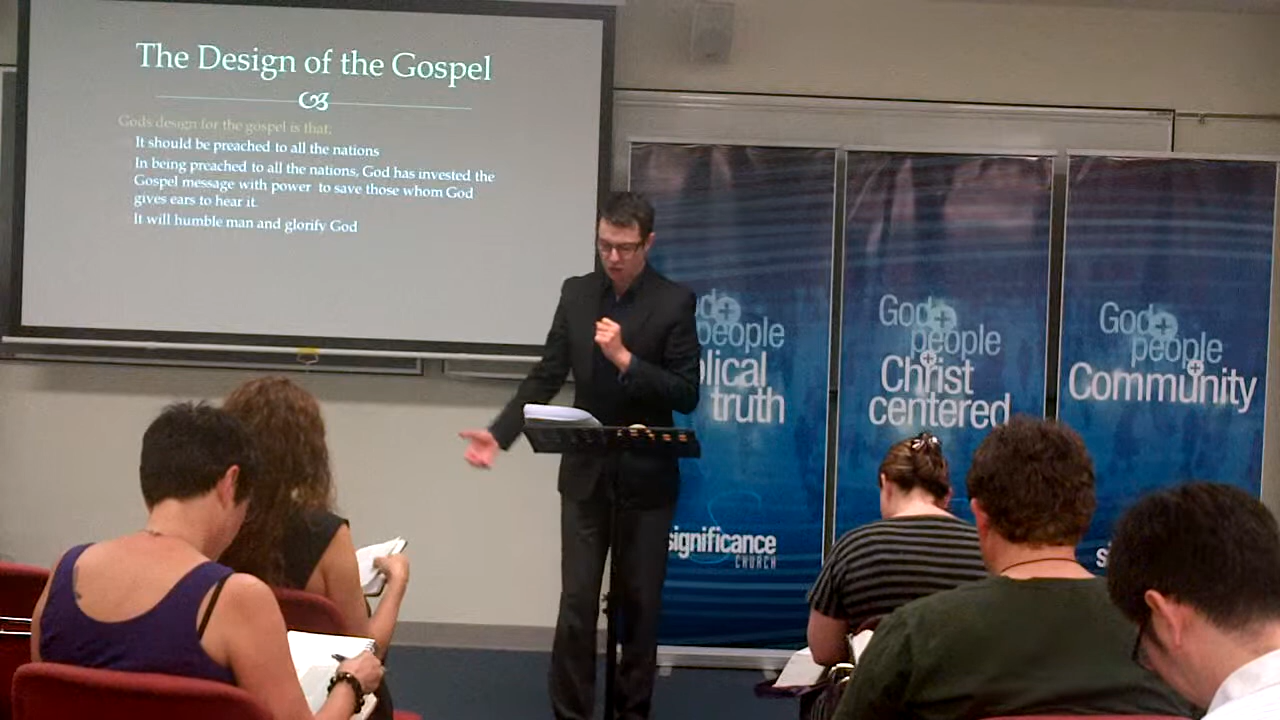 The Design of the Gospel
Gods design for the gospel is that:
It should be preached to all the nations
In being preached to all the nations, God has invested the
Gospel message with power to save those whom God
gives ears to hear it.
It will humble man and glorify God
God+
people
blical
truth
significance
CHURCH
God+
people
+
Christ
centered
God+
people
+
Community